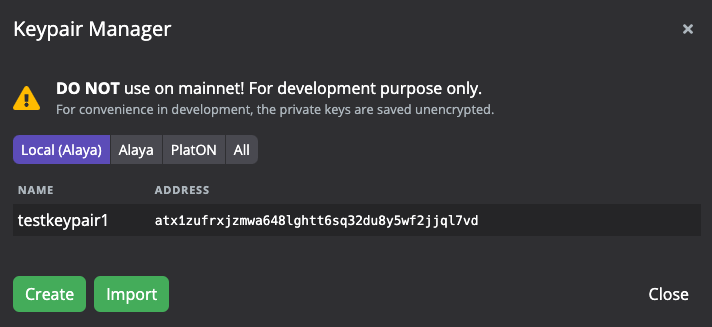 Keypair Manager ×
DO NOT use on mainnet! For development purpose only.
For convenience in development, the private keys are saved unencrypted.
Local (Alaya) Alaya PlatON All
NAME ADDRESS
testkeypair1 atx1zufrxjzmwa648lghtt6sq32du8y5wf2jjql7vd
Create Import Close